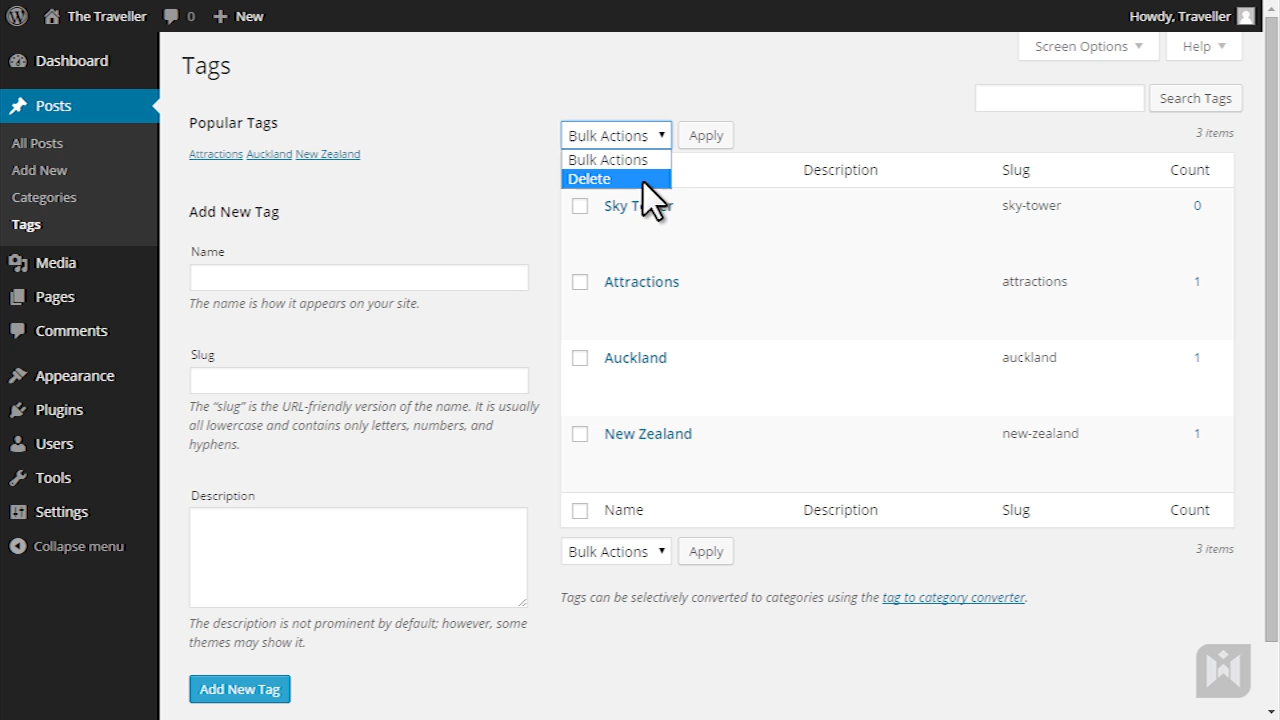 The Traveller
0
New
Howdy, Traveller
Dashboard
Posts
All Posts
Add New
Categories
Tags
Media
Pages
Comments
Appearance
Plugins
Users
Tools
Settings
Collapse menu
Screen Options
Help
Tags
Search Tags
Popular Tags
Attractions Auckland New Zealand
Add New Tag
Name
The name is how it appears on your site.
Slug
The “slug” is the URL-friendly version of the name. It is usually
all lowercase and contains only letters, numbers, and
hyphens.
Description
The description is not prominent by default; however, some
themes may show it.
Add New Tag
Bulk Actions
Apply
3 items
Bulk Actions
Delete
Description Slug Count
Sky Tower sky-tower 0
Attractions attractions 1
Auckland auckland 1
New Zealand new-zealand 1
Name Description Slug Count
Bulk Actions
Apply
3 items
Tags can be selectively converted to categories using the tag to category converter.